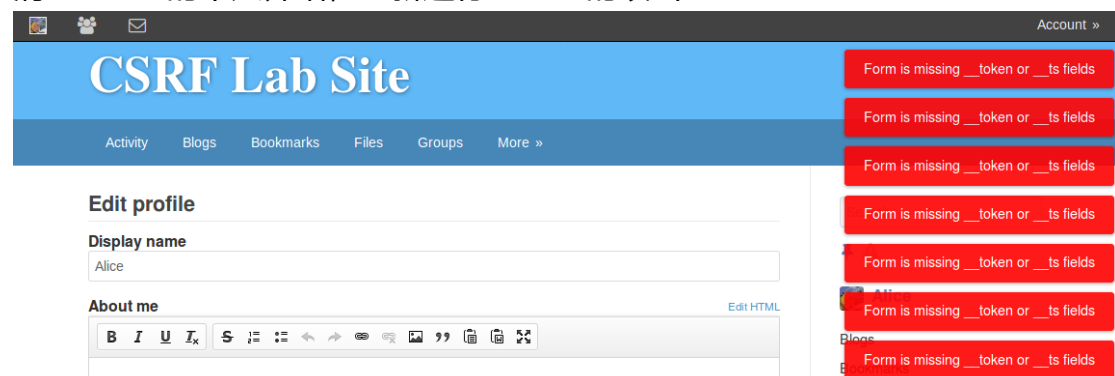 Account »
CSRF Lab Site
Activity Blogs Bookmarks Files Groups More »
Form is missing __token or __ts fields
Form is missing __token or __ts fields
Form is missing __token or __ts fields
Form is missing __token or __ts fields
Form is missing __token or __ts fields
Form is missing __token or __ts fields
Form is missing __token or __ts fields
Edit profile
Display name
Alice
About me
Edit HTML
B I U Ix S
Alice
Blogs
Bookmarks